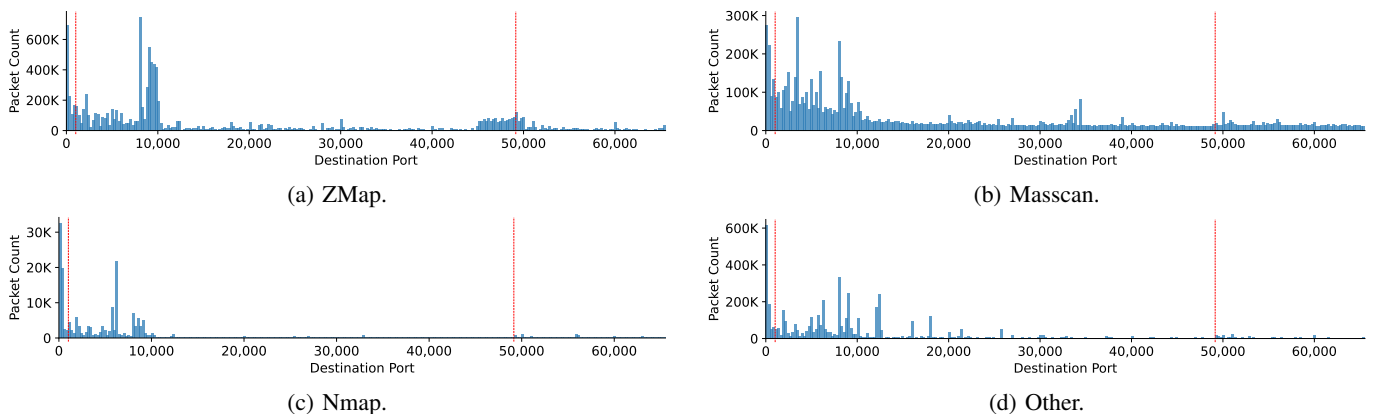 600K
400K
200K
0
Packet Count
0 10,000 20,000 30,000 40,000 50,000 60,000
Destination Port
(a) ZMap.
300K
200K
100K
0
Packet Count
0 10,000 20,000 30,000 40,000 50,000 60,000
Destination Port
(b) Masscan.
30K
20K
10K
0
Packet Count
0 10,000 20,000 30,000 40,000 50,000 60,000
Destination Port
(c) Nmap.
600K
400K
200K
0
Packet Count
0 10,000 20,000 30,000 40,000 50,000 60,000
Destination Port
(d) Other.